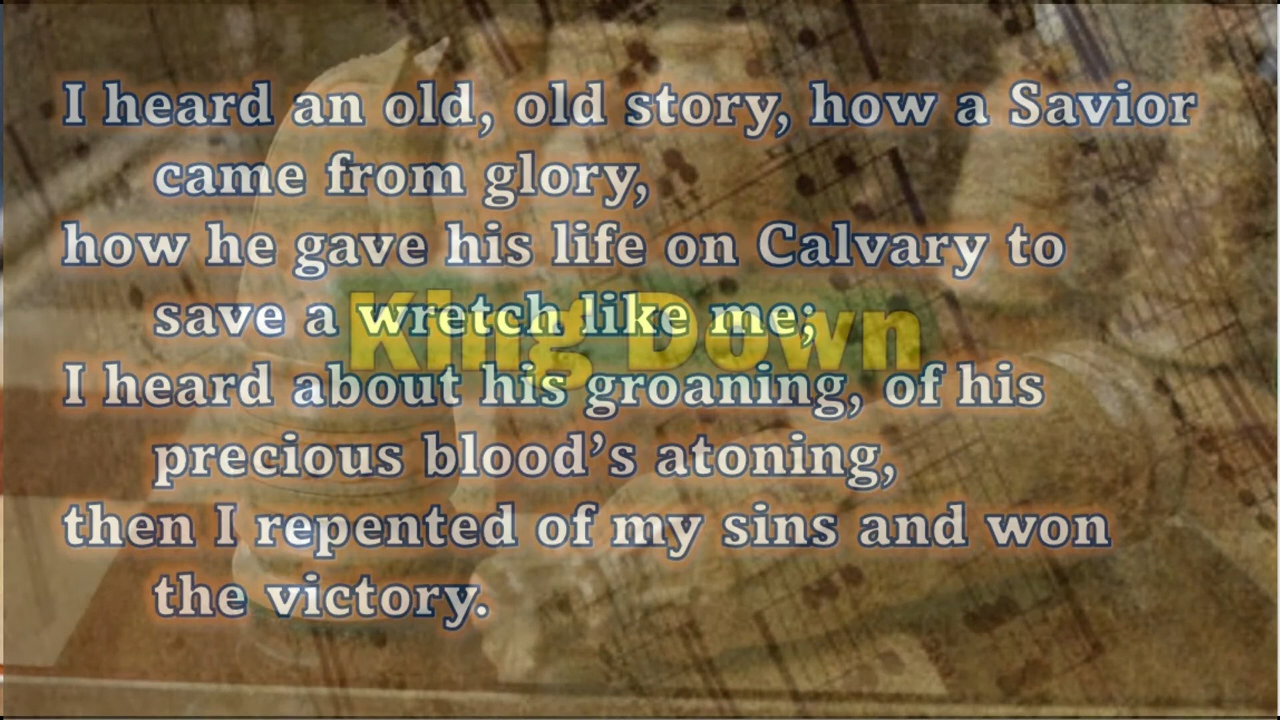 I heard an old, old story, how a Savior
came from glory,
how he gave his life on Calvary to
save a wretch like me;
King Down
I heard about his groaning, of his
precious blood’s atoning,
then I repented of my sins and won
the victory.